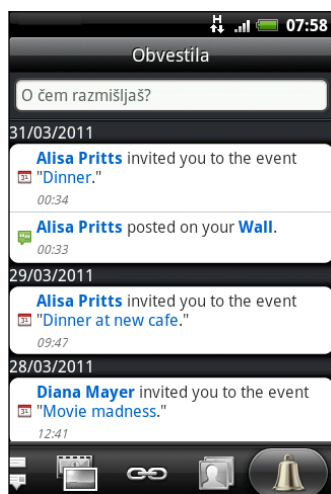 H
07:58
Obvestila
O čem razmišljaš?
31/03/2011
Alisa Pritts invited you to the event
"Dinner."
00:34
Alisa Pritts posted on your Wall.
00:33
29/03/2011
Alisa Pritts invited you to the event
"Dinner at new cafe."
09:47
28/03/2011
Diana Mayer invited you to the event
"Movie madness."
12:41